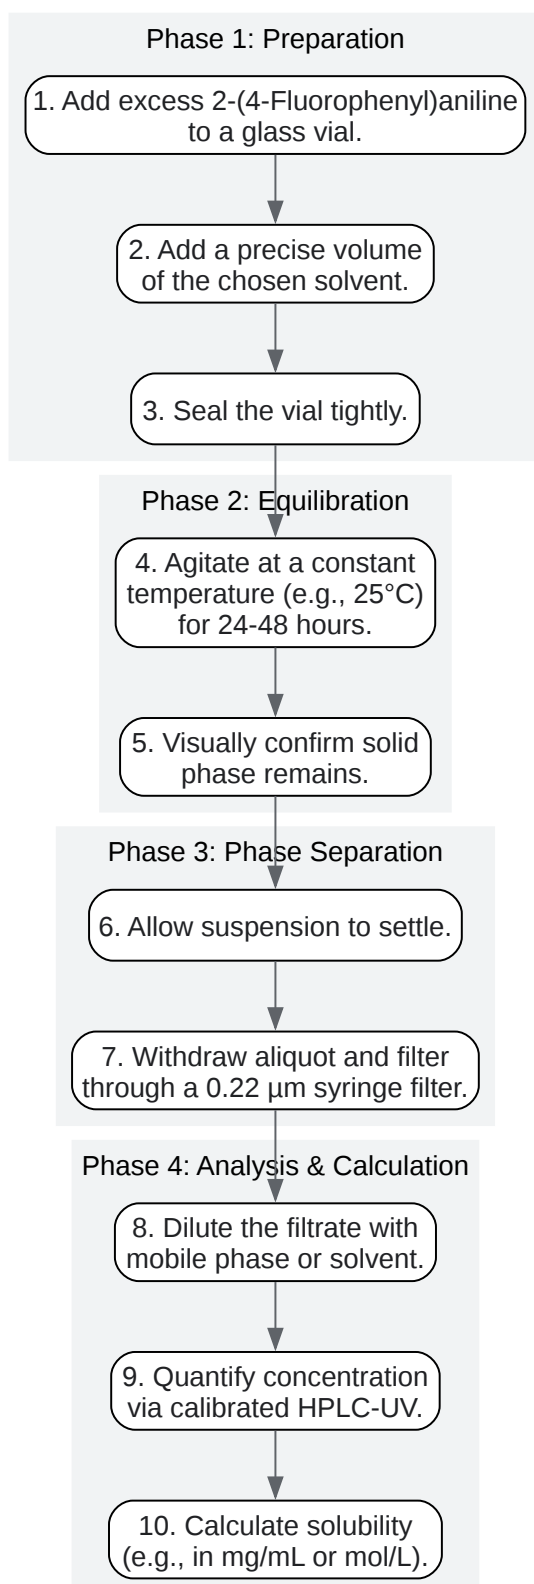 Phase 1: Preparation
1. Add excess 2-(4-Fluorophenyl)aniline
to a glass vial.
2. Add a precise volume
of the chosen solvent.
3. Seal the vial tightly.
Phase 2: Equilibration
4. Agitate at a constant
temperature (e.g., 25°C)
for 24-48 hours.
5. Visually confirm solid
phase remains.
Phase 3: Phase Separation
6. Allow suspension to settle.
7. Withdraw aliquot and filter
through a 0.22 µm syringe filter.
Phase 4: Analysis & Calculation
8. Dilute the filtrate with
mobile phase or solvent.
9. Quantify concentration
via calibrated HPLC-UV.
10. Calculate solubility
(e.g., in mg/mL or mol/L).